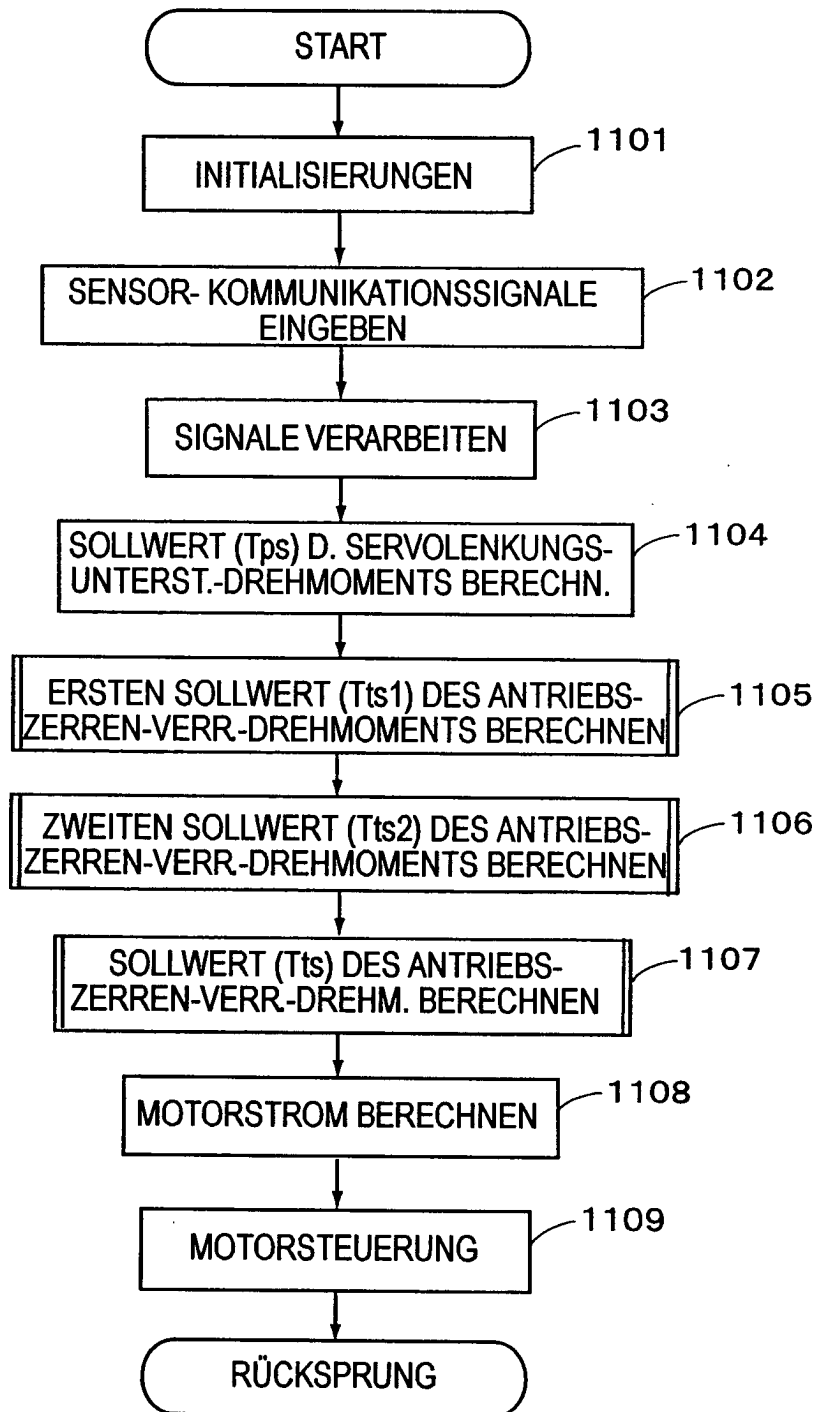 START
1101
INITIALISIERUNGEN
1102
SENSOR- KOMMUNIKATIONSSIGNALE
EINGEBEN
1103
SIGNALE VERARBEITEN
1104
SOLLWERT (Tps) D. SERVOLENKUNGS-
UNTERST.-DREHMOMENTS BERECHN.
1105
ERSTEN SOLLWERT (Tts1) DES ANTRIEBS-
ZERREN-VERR.-DREHMOMENTS BERECHNEN
1106
ZWEITEN SOLLWERT (Tts2) DES ANTRIEBS-
ZERREN-VERR.-DREHMOMENTS BERECHNEN
1107
SOLLWERT (Tts) DES ANTRIEBS-
ZERREN-VERR.-DREHM. BERECHNEN
1108
MOTORSTROM BERECHNEN
1109
MOTORSTEUERUNG
RÜCKSPRUNG